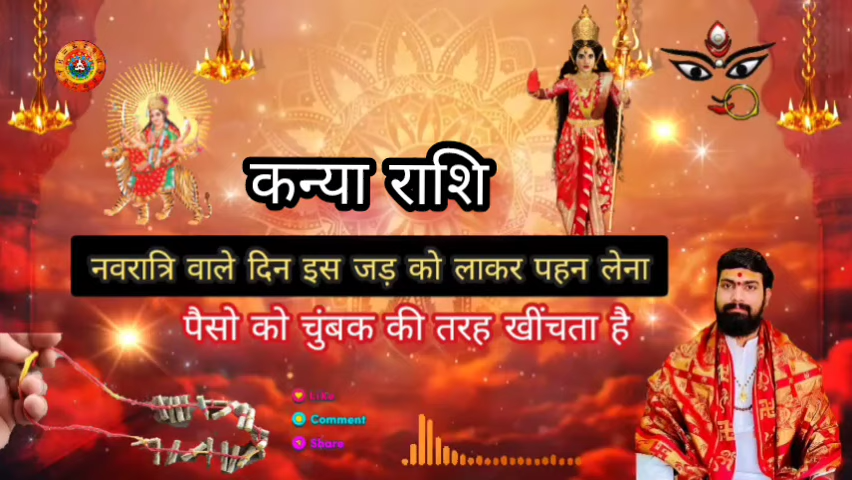 कन्या राशि
नवरात्रि वाले दिन इस जड़ को लाकर पहन लेना
पैसो को चुंबक की तरह खींचता है
Like
Comment
Share